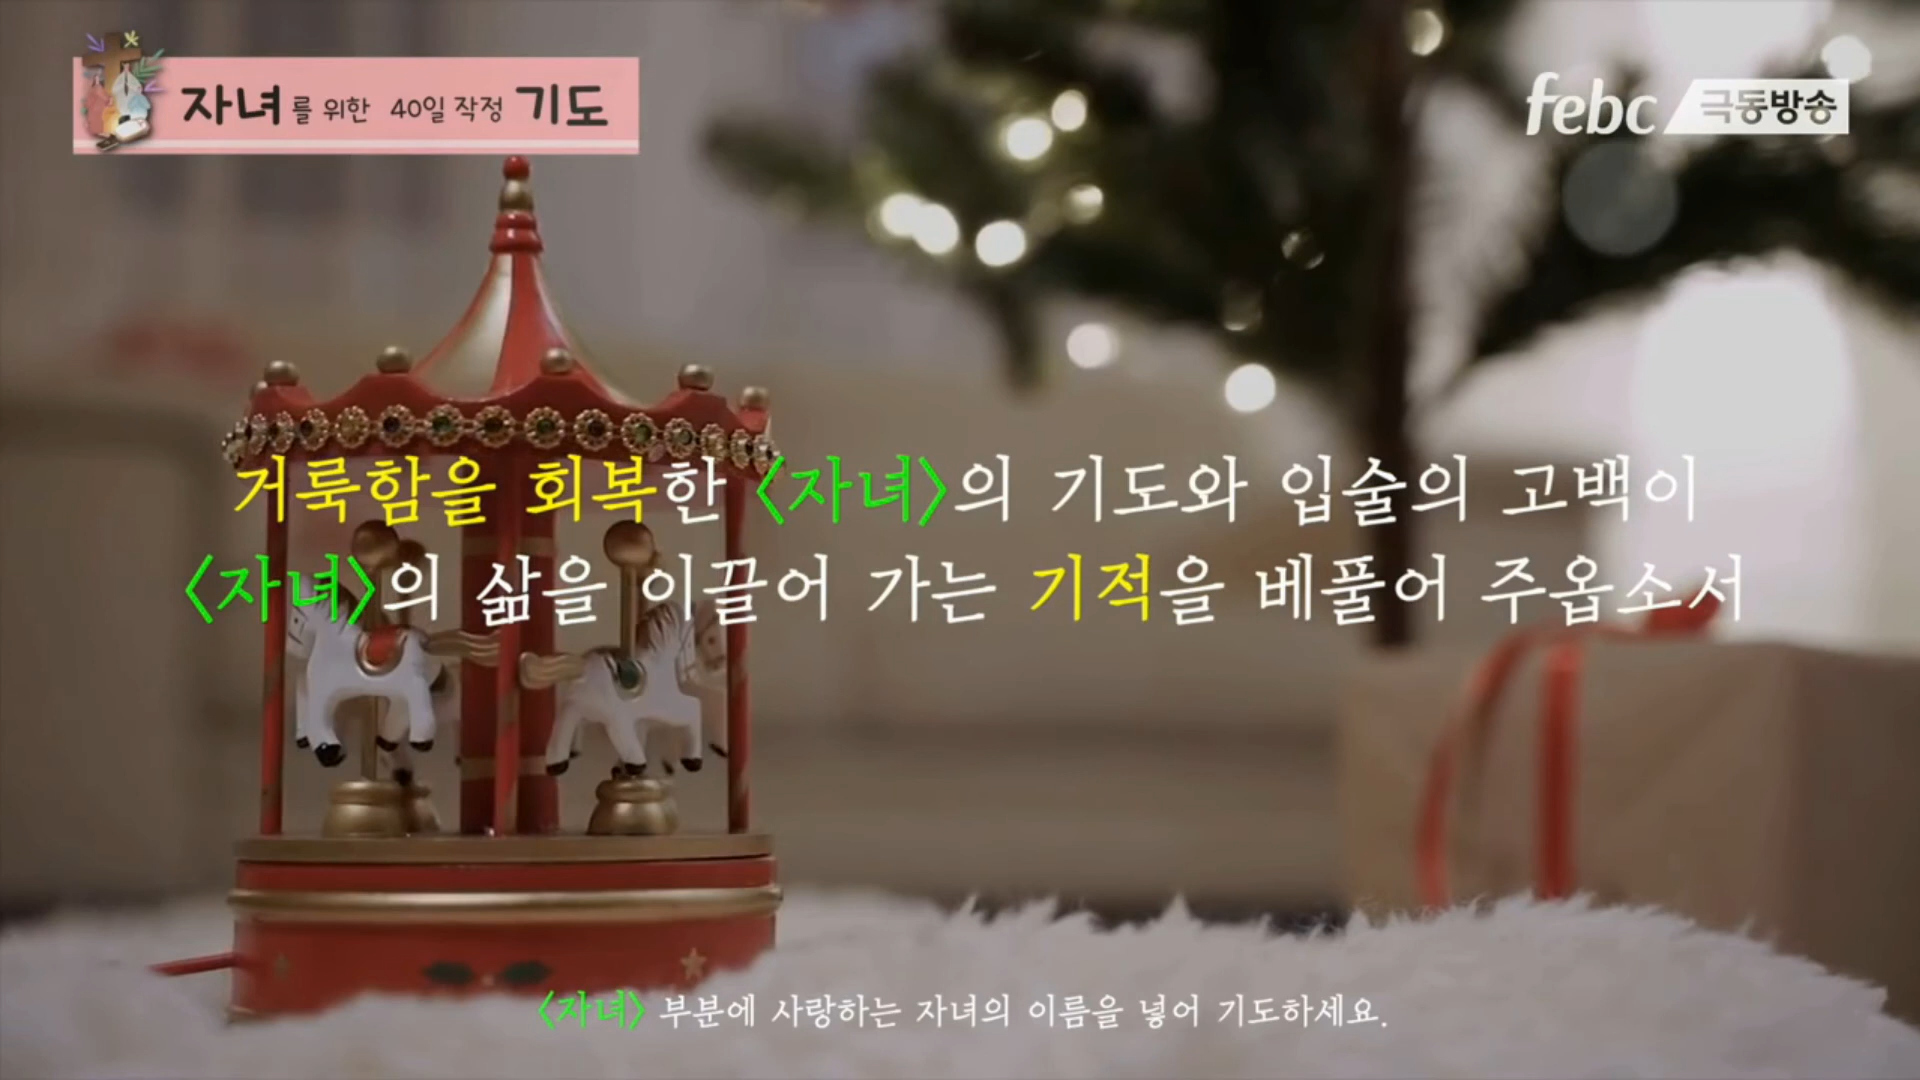 자녀를 위한 40일 작정 기도
febc 극동방송
거룩함을 회복한 <자녀>의 기도와 입술의 고백이
<자녀>의 삶을 이끌어 가는 기적을 베풀어 주옵소서
<자녀> 부분에 사랑하는 자녀의 이름을 넣어 기도하세요.